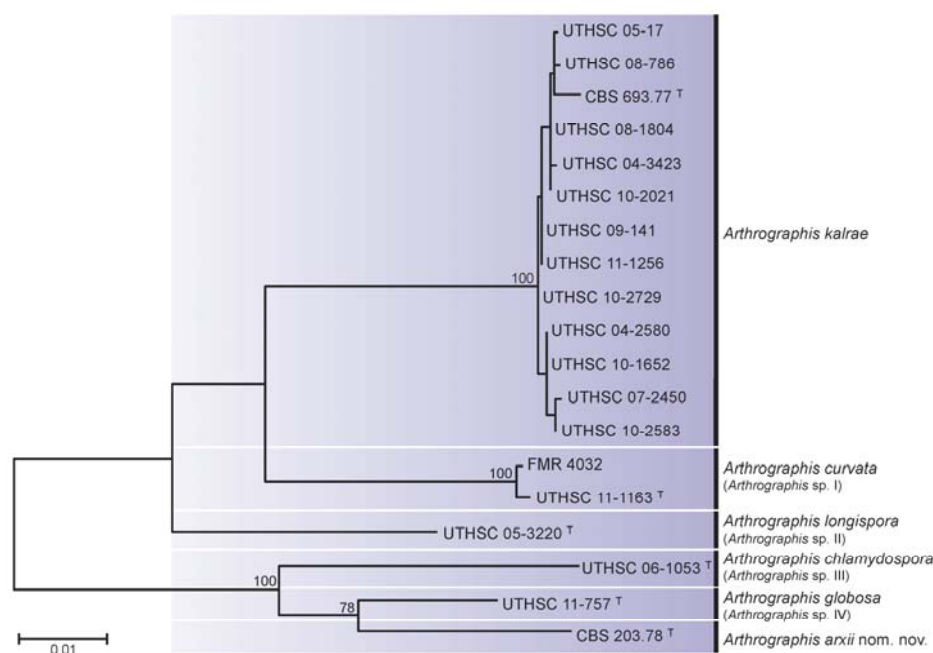 UTHSC 05-17
UTHSC 08-786
CBS 693.77 T
UTHSC 08-1804
UTHSC 04-3423
UTHSC 10-2021
UTHSC 09-141
UTHSC 11-1256
100
UTHSC 10-2729
UTHSC 04-2580
UTHSC 10-1652
UTHSC 07-2450
UTHSC 10-2583
Arthrographis kalrae
100
FMR 4032
UTHSC 11-1163 T
Arthrographis curvata
(Arthrographis sp. I)
UTHSC 05-3220 T
Arthrographis longispora
(Arthrographis sp. II)
100
UTHSC 06-1053 T
Arthrographis chlamydospora
(Arthrographis sp. III)
78
UTHSC 11-757 T
Arthrographis globosa
(Arthrographis sp. IV)
CBS 203.78 T
Arthrographis arxii nom. nov.
0.01